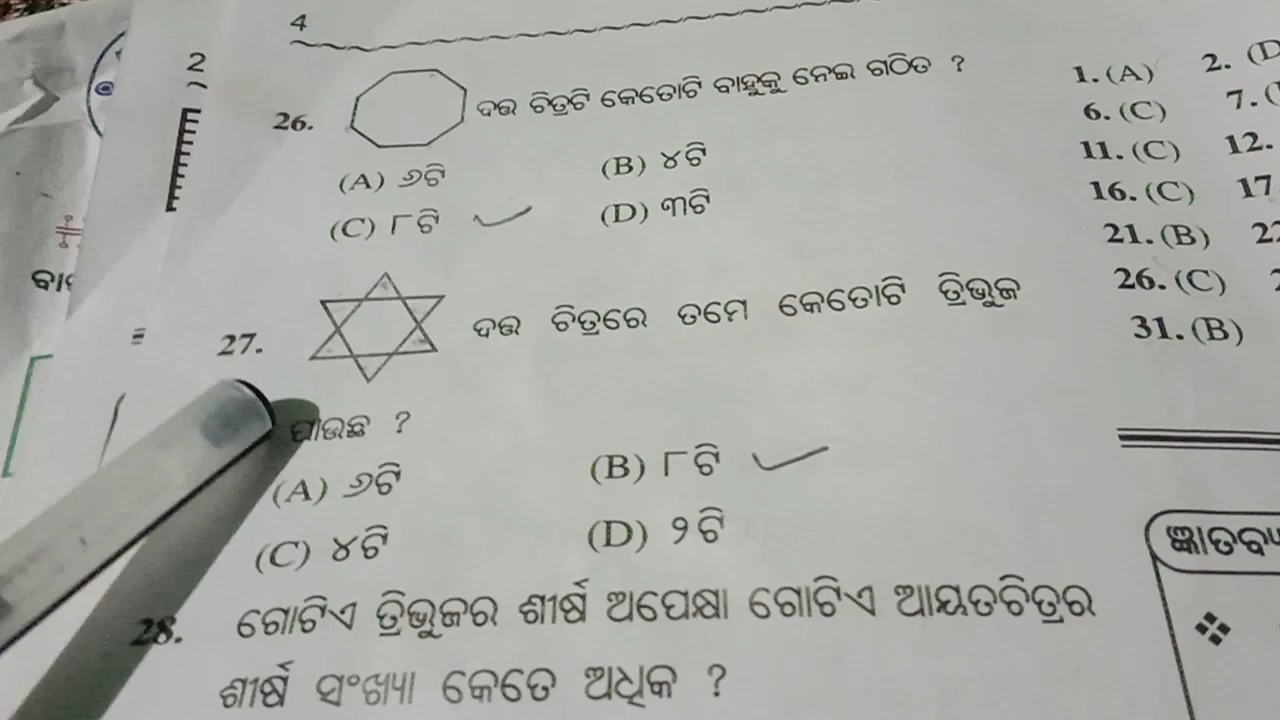 4
2
26. ଦତ୍ତ ଚିତ୍ରଟି କେତୋଟି ବାହୁକୁ ନେଇ ଗଠିତ ?
(A) ୬ଟି (B) ୪ଟି
(C) ୮ଟି (D) ୩ଟି
27. ଦତ୍ତ ଚିତ୍ରରେ ତମେ କେତୋଟି ତ୍ରିଭୁଜ
ପାଉଛ ?
(A) ୬ଟି (B) ୮ଟି
(C) ୪ଟି (D) ୨ଟି
28. ଗୋଟିଏ ତ୍ରିଭୁଜର ଶୀର୍ଷ ଅପେକ୍ଷା ଗୋଟିଏ ଆୟତଚିତ୍ରର
ଶୀର୍ଷ ସଂଖ୍ୟା କେତେ ଅଧିକ ?
1. (A) 2. (D
6. (C) 7. (
11. (C) 12.
16. (C) 17
21. (B)
26. (C)
31. (B)